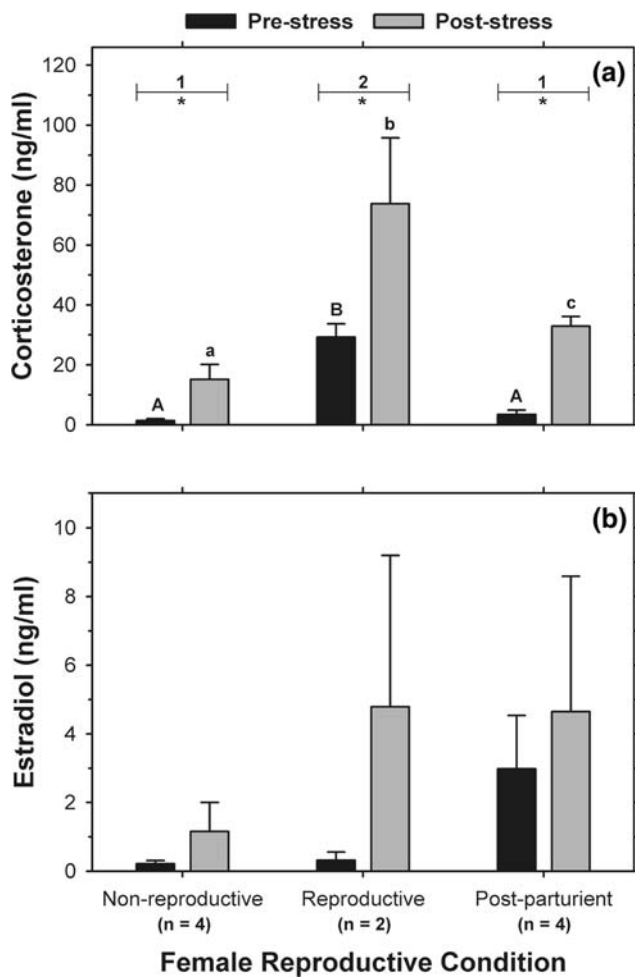 Pre-stress Post-stress
(a)
Corticosterone (ng/ml)
120
100
80
60
40
20
0
1
*
2
*
1
*
A
a
B
b
A
c
(b)
Estradiol (ng/ml)
10
8
6
4
2
0
Non-reproductive Reproductive Post-parturient
(n = 4) (n = 2) (n = 4)
Female Reproductive Condition